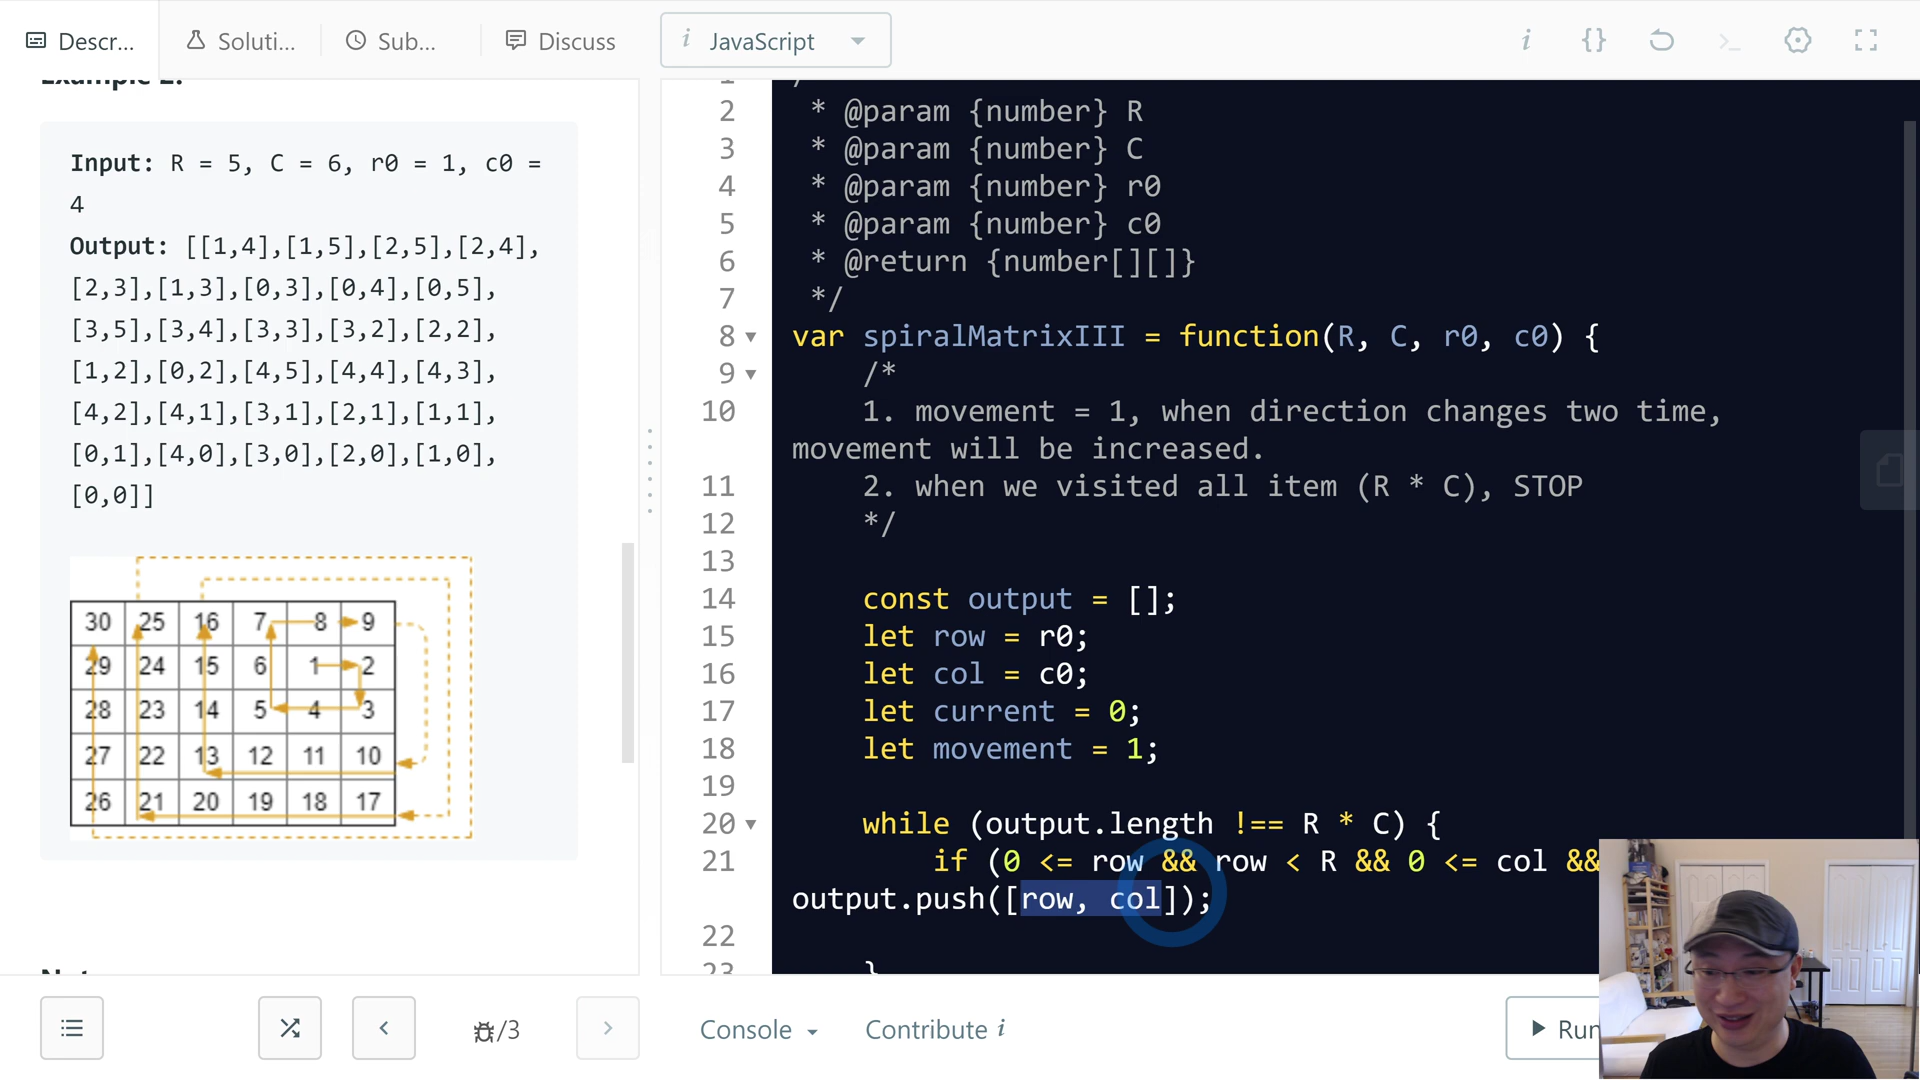 Descr...
Soluti...
Sub...
Discuss
i JavaScript
i {}
Example 2:
Input: R = 5, C = 6, r0 = 1, c0 =
4
Output: [[1,4],[1,5],[2,5],[2,4],
[2,3],[1,3],[0,3],[0,4],[0,5],
[3,5],[3,4],[3,3],[3,2],[2,2],
[1,2],[0,2],[4,5],[4,4],[4,3],
[4,2],[4,1],[3,1],[2,1],[1,1],
[0,1],[4,0],[3,0],[2,0],[1,0],
[0,0]]
30 25 16 7 8 9
29 24 15 6 1 2
28 23 14 5 4 3
27 22 13 12 11 10
26 21 20 19 18 17
2 * @param {number} R
3 * @param {number} C
4 * @param {number} r0
5 * @param {number} c0
6 * @return {number[][]}
7 */
8 var spiralMatrixIII = function(R, C, r0, c0) {
9 /*
10 1. movement = 1, when direction changes two time,
movement will be increased.
11 2. when we visited all item (R * C), STOP
12 */
13
14 const output = [];
15 let row = r0;
16 let col = c0;
17 let current = 0;
18 let movement = 1;
19
20 while (output.length !== R * C) {
21 if (0 <= row && row < R && 0 <= col &&
output.push([row, col]);
22
23 }
/3
Console
Contribute i
Run